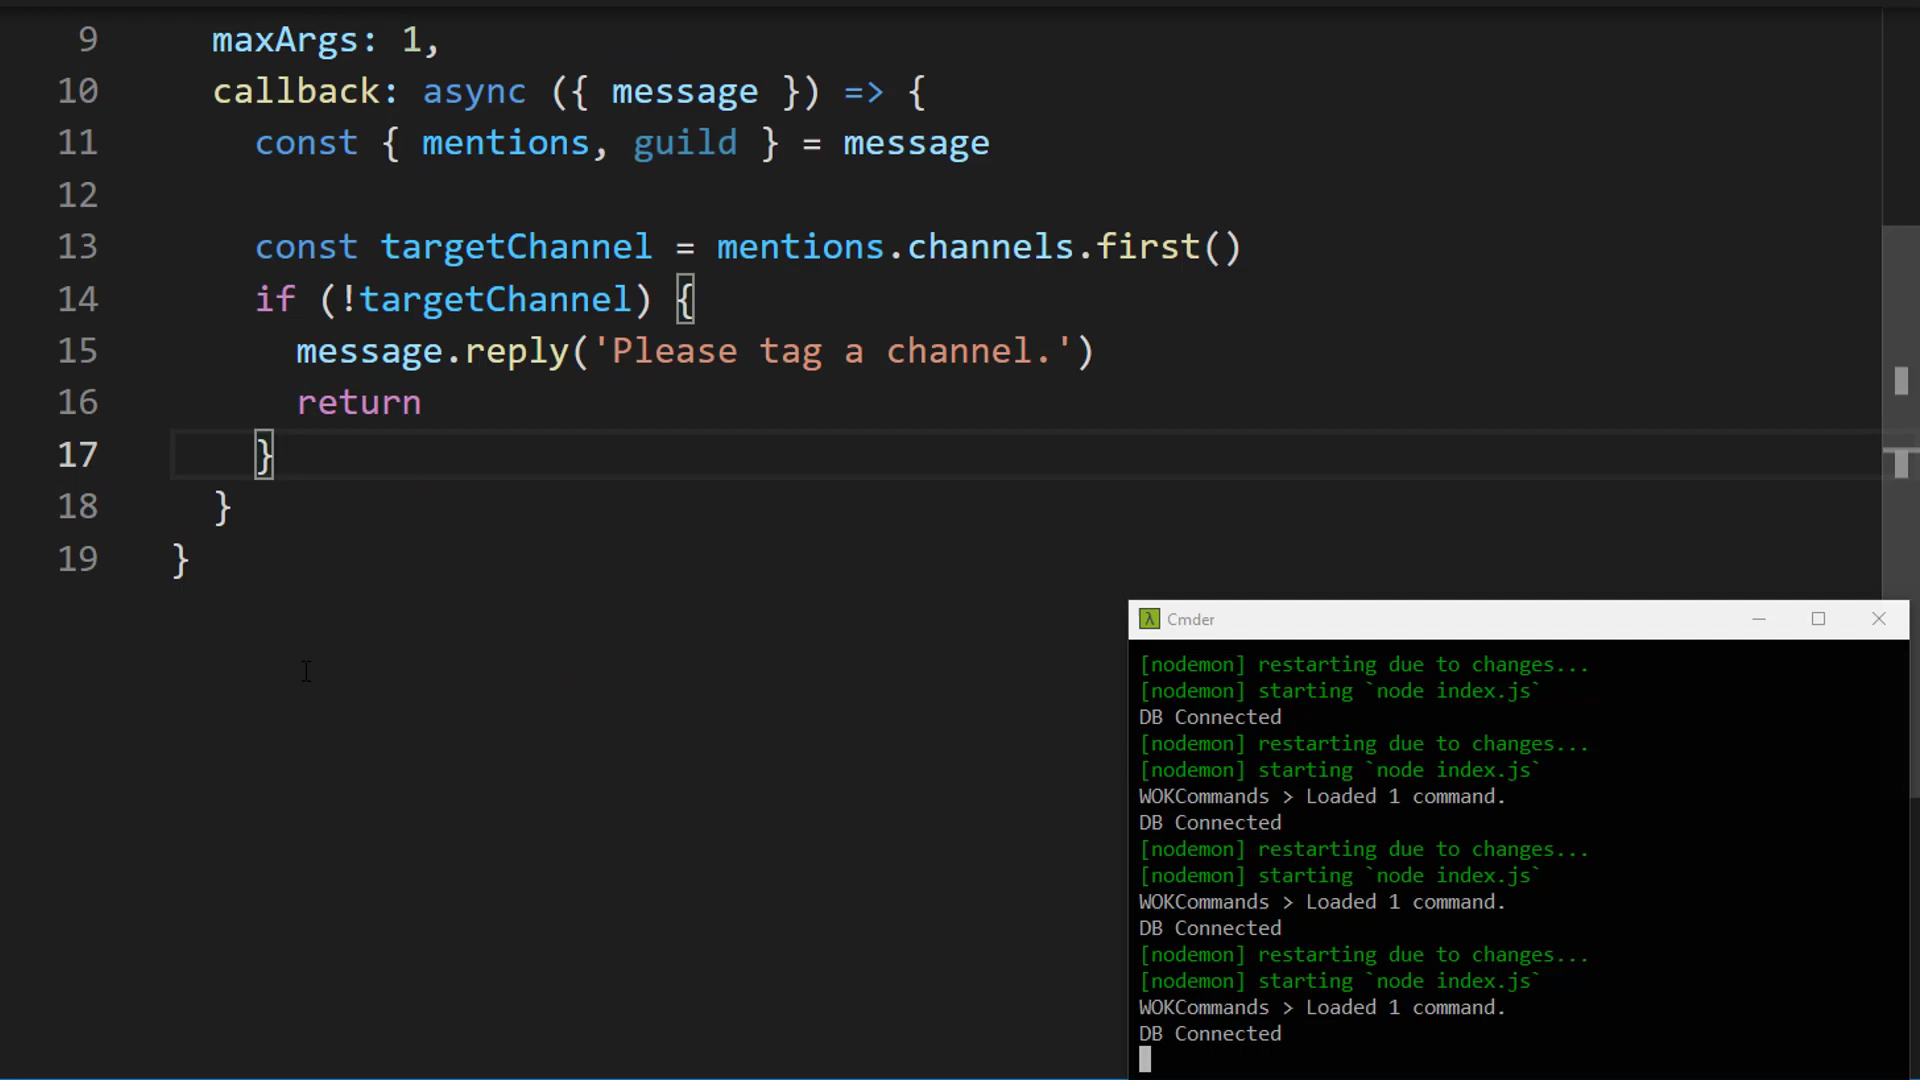 9 maxArgs: 1,
10 callback: async ({ message }) => {
11 const { mentions, guild } = message
12
13 const targetChannel = mentions.channels.first()
14 if (!targetChannel) {
15 message.reply('Please tag a channel.')
16 return
17 }
18 }
19 }
Cmder
[nodemon] restarting due to changes...
[nodemon] starting `node index.js`
DB Connected
[nodemon] restarting due to changes...
[nodemon] starting `node index.js`
WOKCommands > Loaded 1 command.
DB Connected
[nodemon] restarting due to changes...
[nodemon] starting `node index.js`
WOKCommands > Loaded 1 command.
DB Connected
[nodemon] restarting due to changes...
[nodemon] starting `node index.js`
WOKCommands > Loaded 1 command.
DB Connected